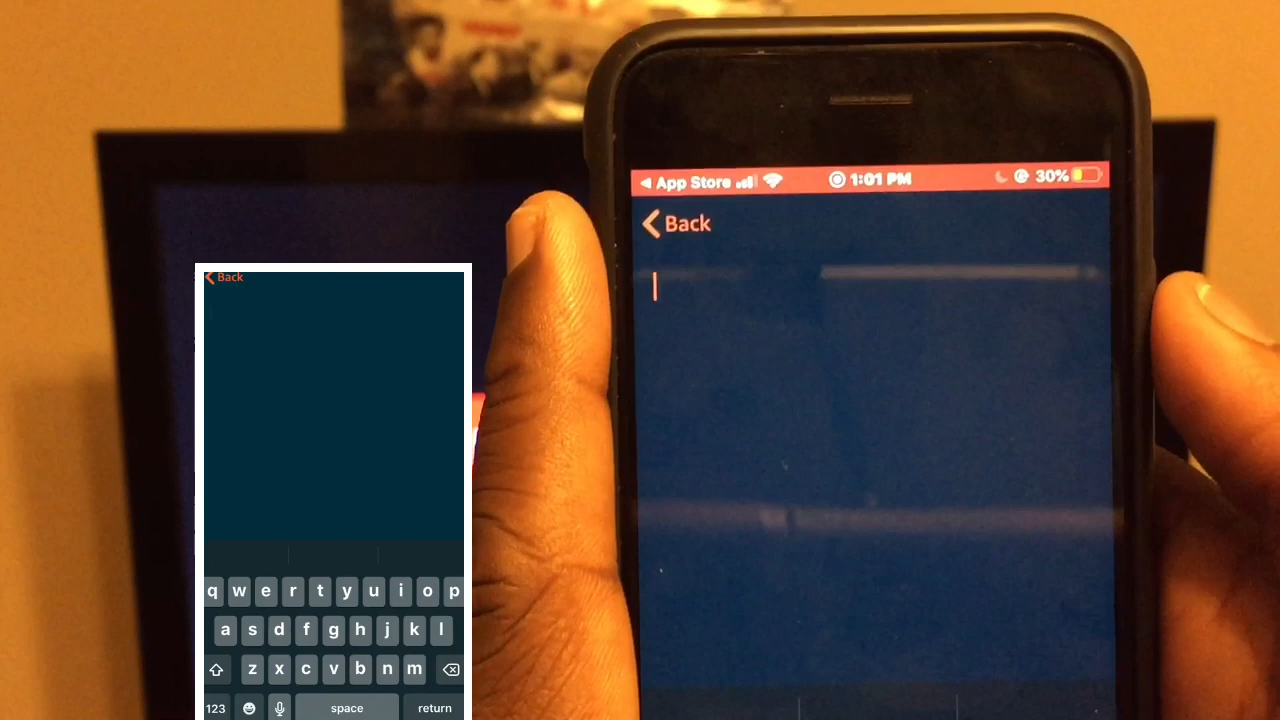 App Store 1:01 PM 30%
Back
Back
q w e r t y u i o p
a s d f g h j k l
z x c v b n m
123 space return